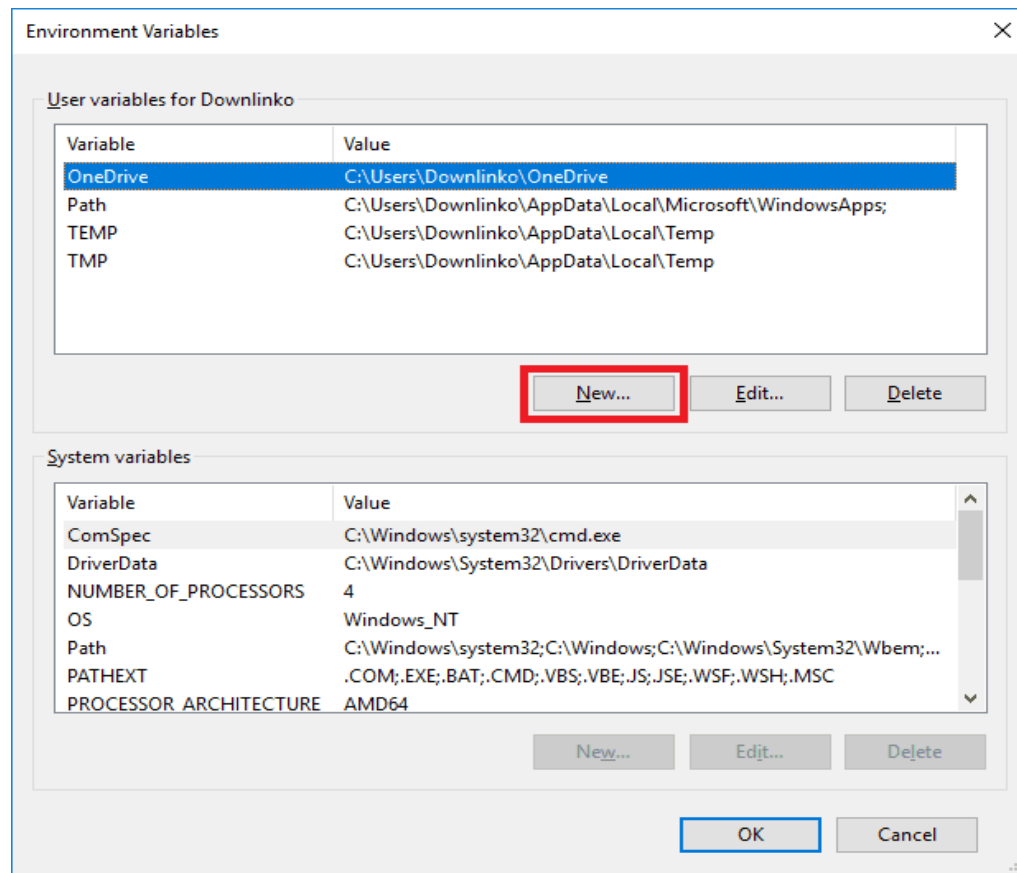 Environment Variables
User variables for Downlinko
Variable Value
OneDrive C:\Users\Downlinko\OneDrive
Path C:\Users\Downlinko\AppData\Local\Microsoft\WindowsApps;
TEMP C:\Users\Downlinko\AppData\Local\Temp
TMP C:\Users\Downlinko\AppData\Local\Temp
New... Edit... Delete
System variables
Variable Value
ComSpec C:\Windows\system32\cmd.exe
DriverData C:\Windows\System32\Drivers\DriverData
NUMBER_OF_PROCESSORS 4
OS Windows_NT
Path C:\Windows\system32;C:\Windows;C:\Windows\System32\Wbem;...
PATHEXT .COM;.EXE;.BAT;.CMD;.VBS;.VBE;.JS;.JSE;.WSF;.WSH;.MSC
PROCESSOR_ARCHITECTURE AMD64
New... Edit... Delete
OK Cancel